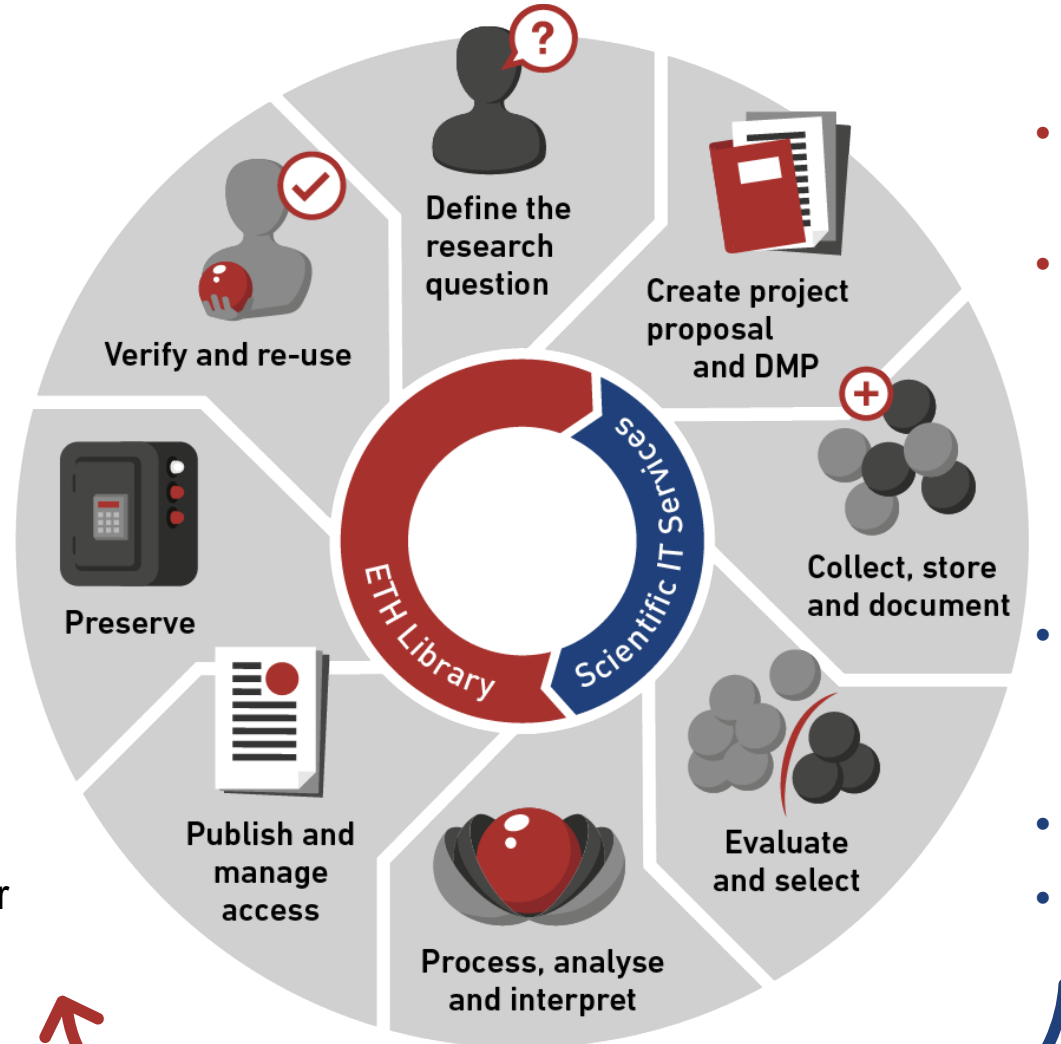 ?
Define the
research
question
Create project
proposal
and DMP
Collect, store
and document
Evaluate
and select
Process, analyse
and interpret
Publish and
manage
access
Preserve
Verify and re-use
Scientific IT Services
ETH Library
r